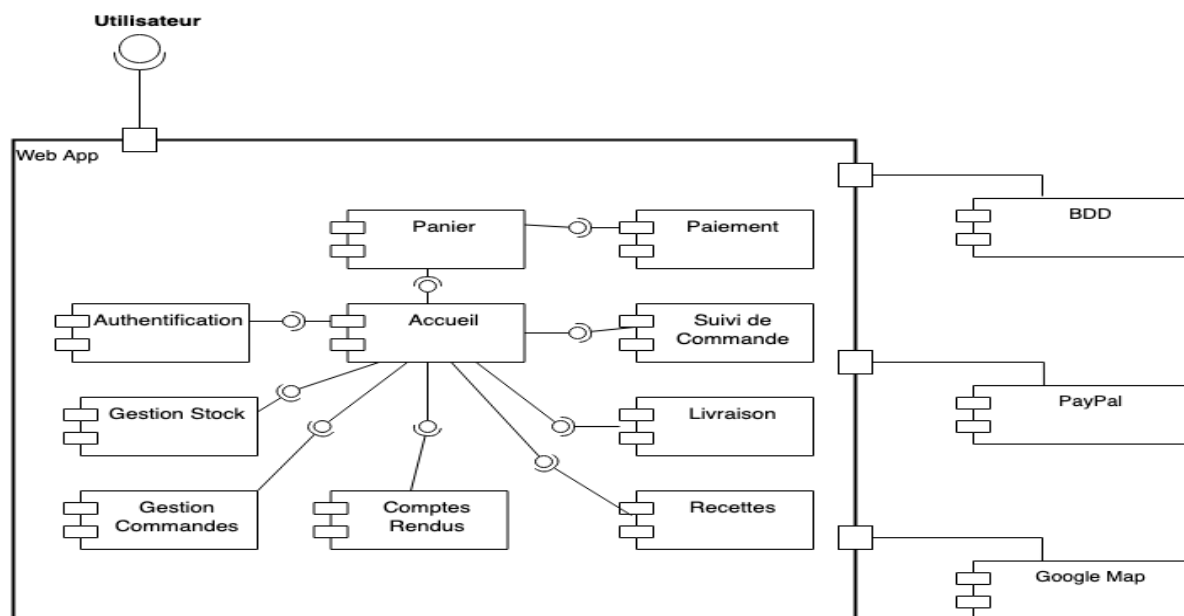 Utilisateur
Web App
Panier
Paiement
BDD
Authentification
Accueil
Suivi de
Commande
Gestion Stock
Livraison
PayPal
Gestion
Commandes
Comptes
Rendus
Recettes
Google Map